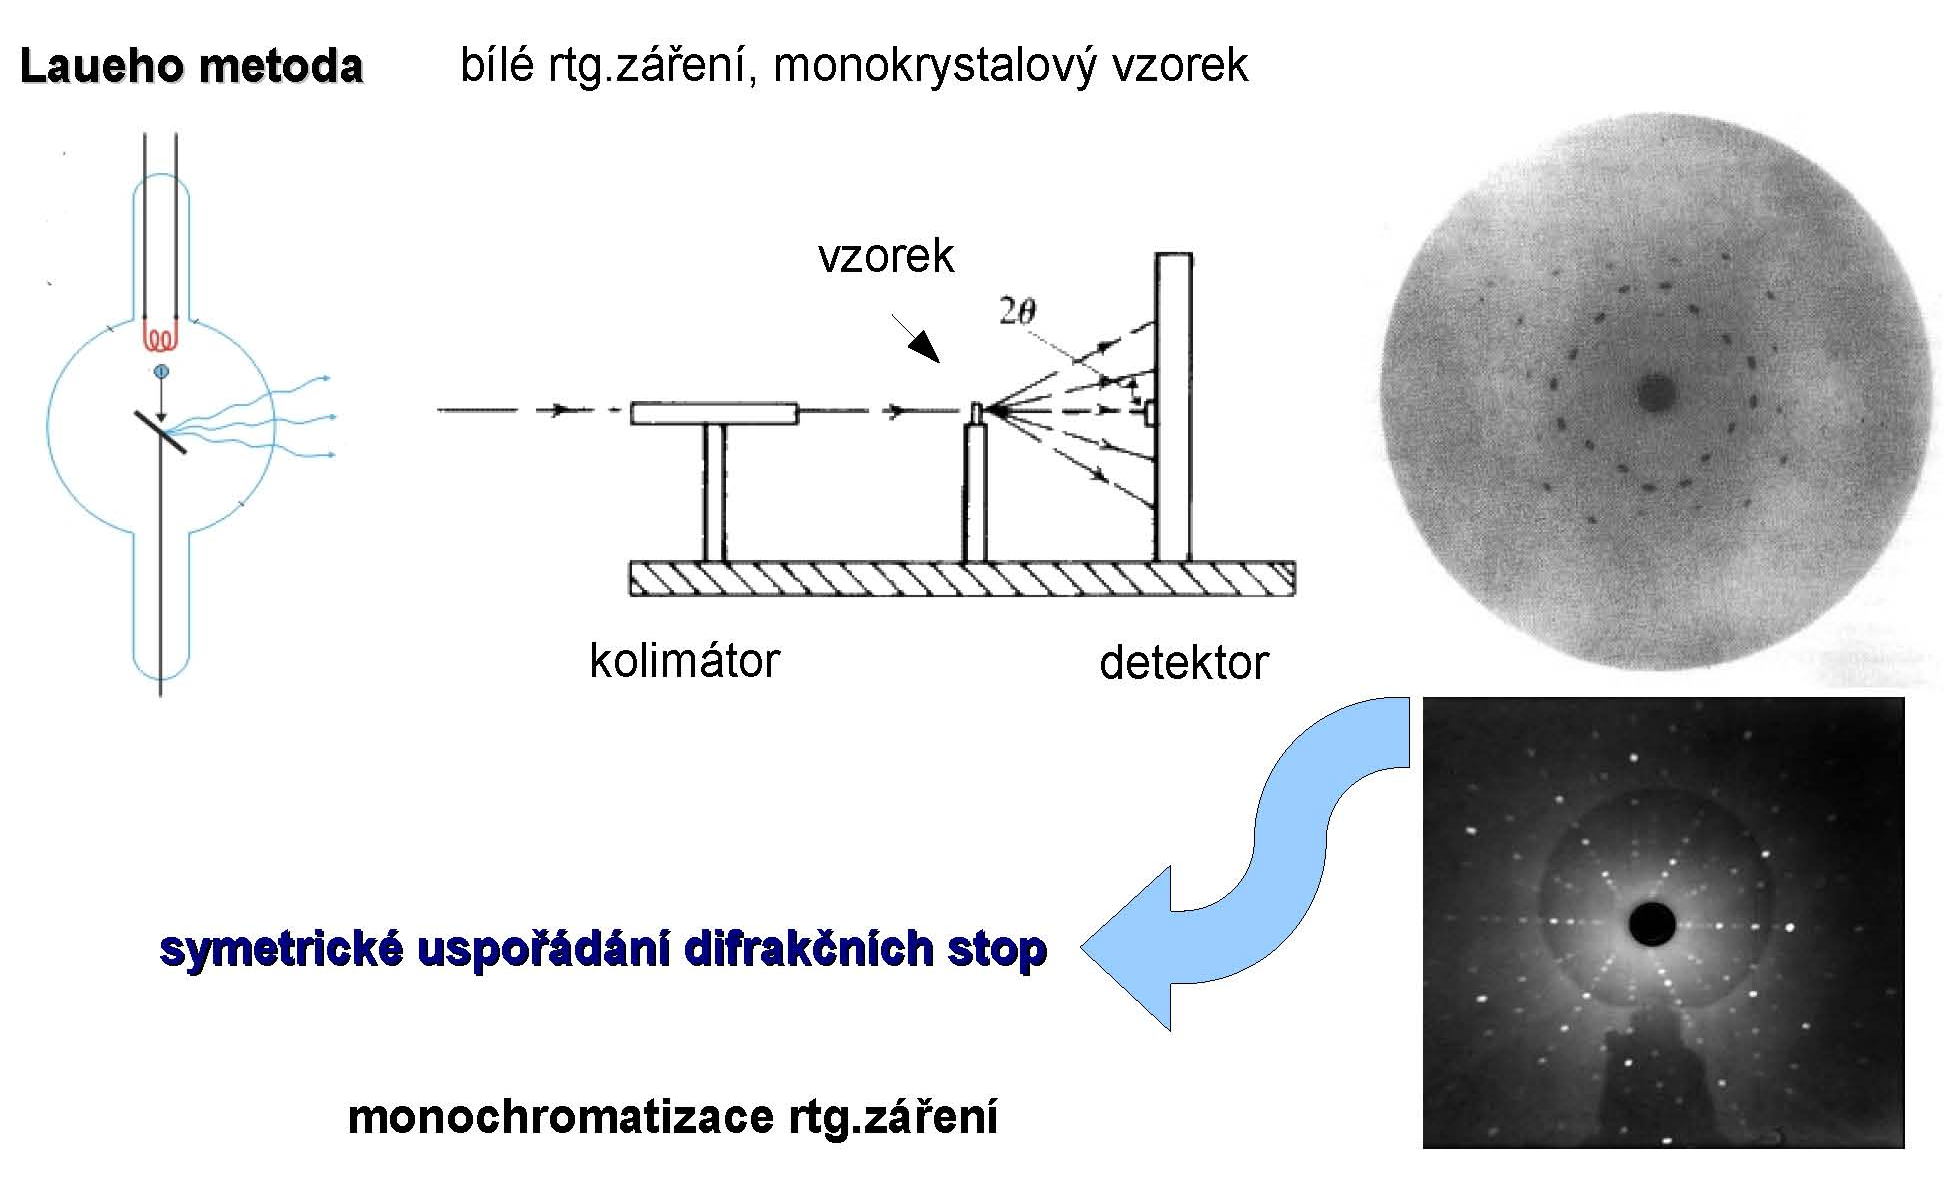 Laueho metoda
bílé rtg.záření, monokrystalový vzorek
vzorek
2θ
kolimátor
detektor
symetrické uspořádání difrakčních stop
monochromatizace rtg.záření